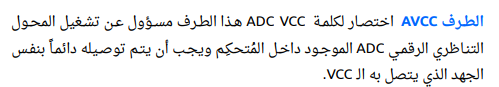 الطرف AVCC اختصار لكلمة ADC VCC هذا الطرف مسؤول عن تشغيل المحول
التناظري الرقمي ADC الموجود داخل المُتحكِم ويجب أن يتم توصيله دائماً بنفس
الجهد الذي يتصل به الـ VCC.